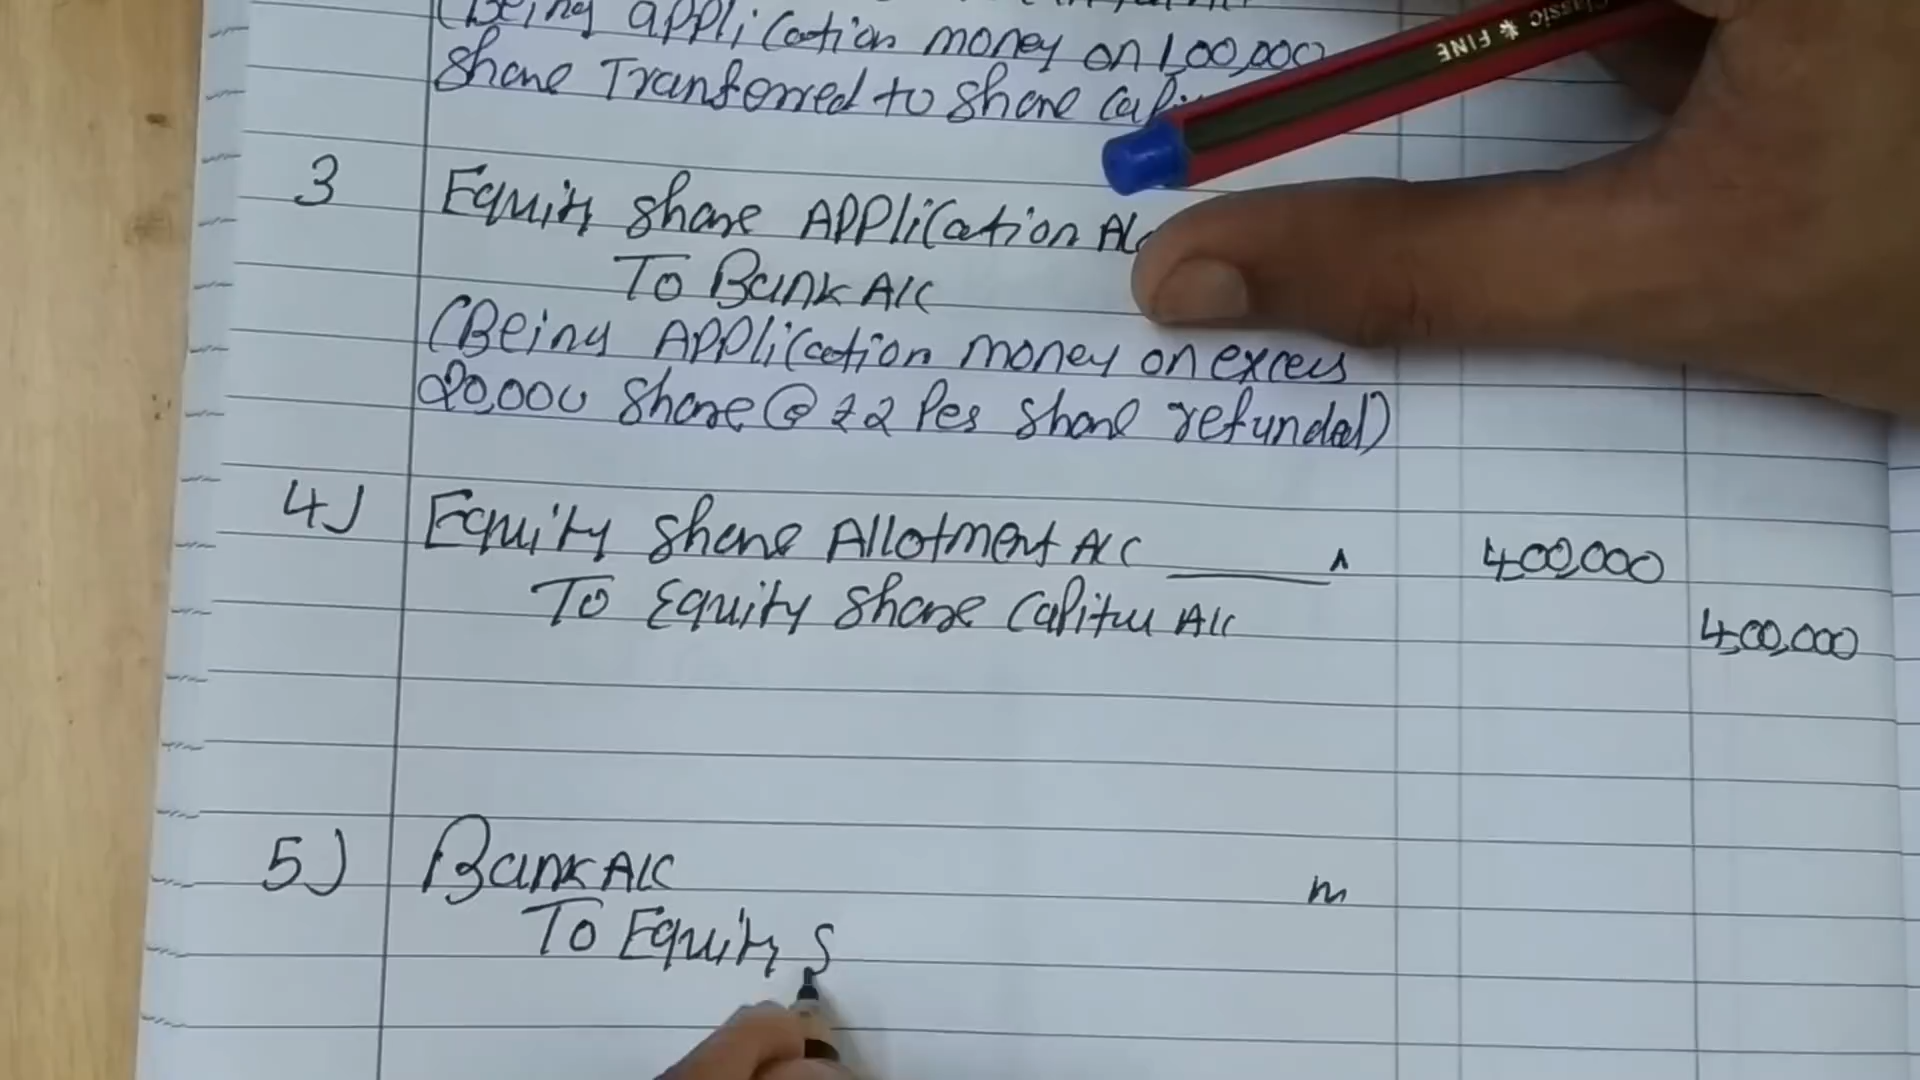 (Being application money on 1,00,000
Share Transferred to Share
3 Equity Share Application A/c
To Bank A/c
(Being Application money on excess
20,000 Share @ ₹2 Per Share refunded)
4) Equity Share Allotment A/c 4,00,000
To Equity Share Capital A/c 4,00,000
5) Bank A/c
To Equity S
Classic * FINE